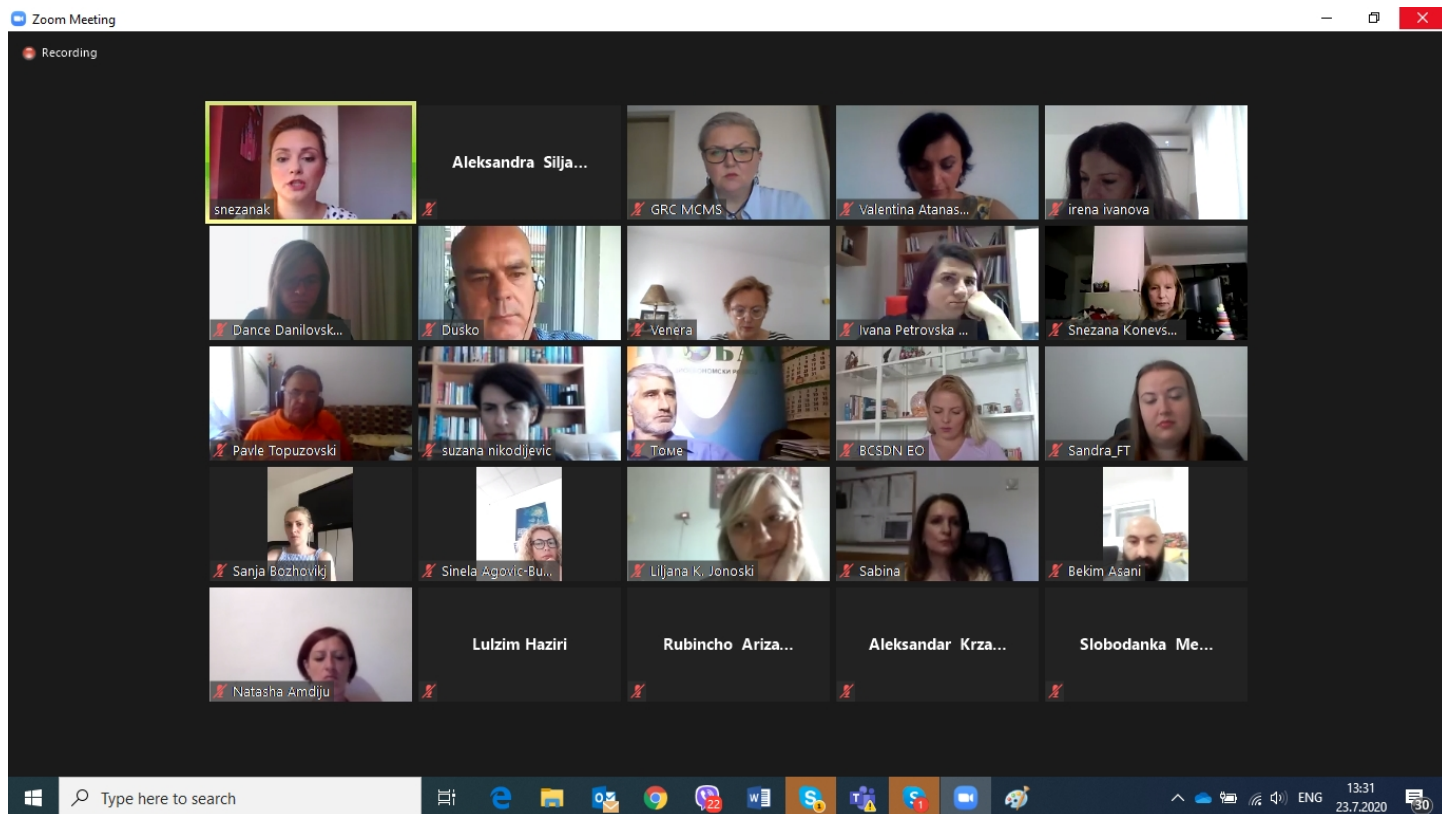 Zoom Meeting
Recording
snezanak
Aleksandra Silja...
GRC MCMS
Valentina Atanas...
irena ivanova
Dance Danilovsk...
Dusko
Venera
Ivana Petrovska ...
Snezana Konevs...
Pavle Topuzovski
suzana nikodijevic
Томе
BCSDN EO
Sandra_FT
Sanja Bozhovikj
Sinela Agovic-Bu...
Liljana K. Jonoski
Sabina
Bekim Asani
Natasha Amdiju
Lulzim Haziri
Rubincho Ariza...
Aleksandar Krza...
Slobodanka Me...
Type here to search
22
1
1
ENG
13:31
23.7.2020
30